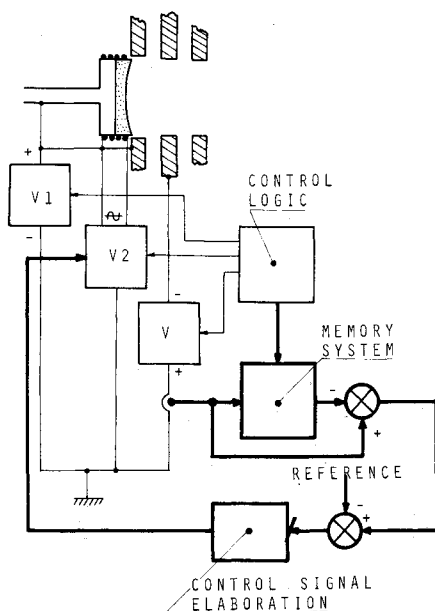 +
V1
-
V2
CONTROL
LOGIC
-
V
+
MEMORY
SYSTEM
-
+
REFERENCE
-
+
CONTROL SIGNAL
ELABORATION